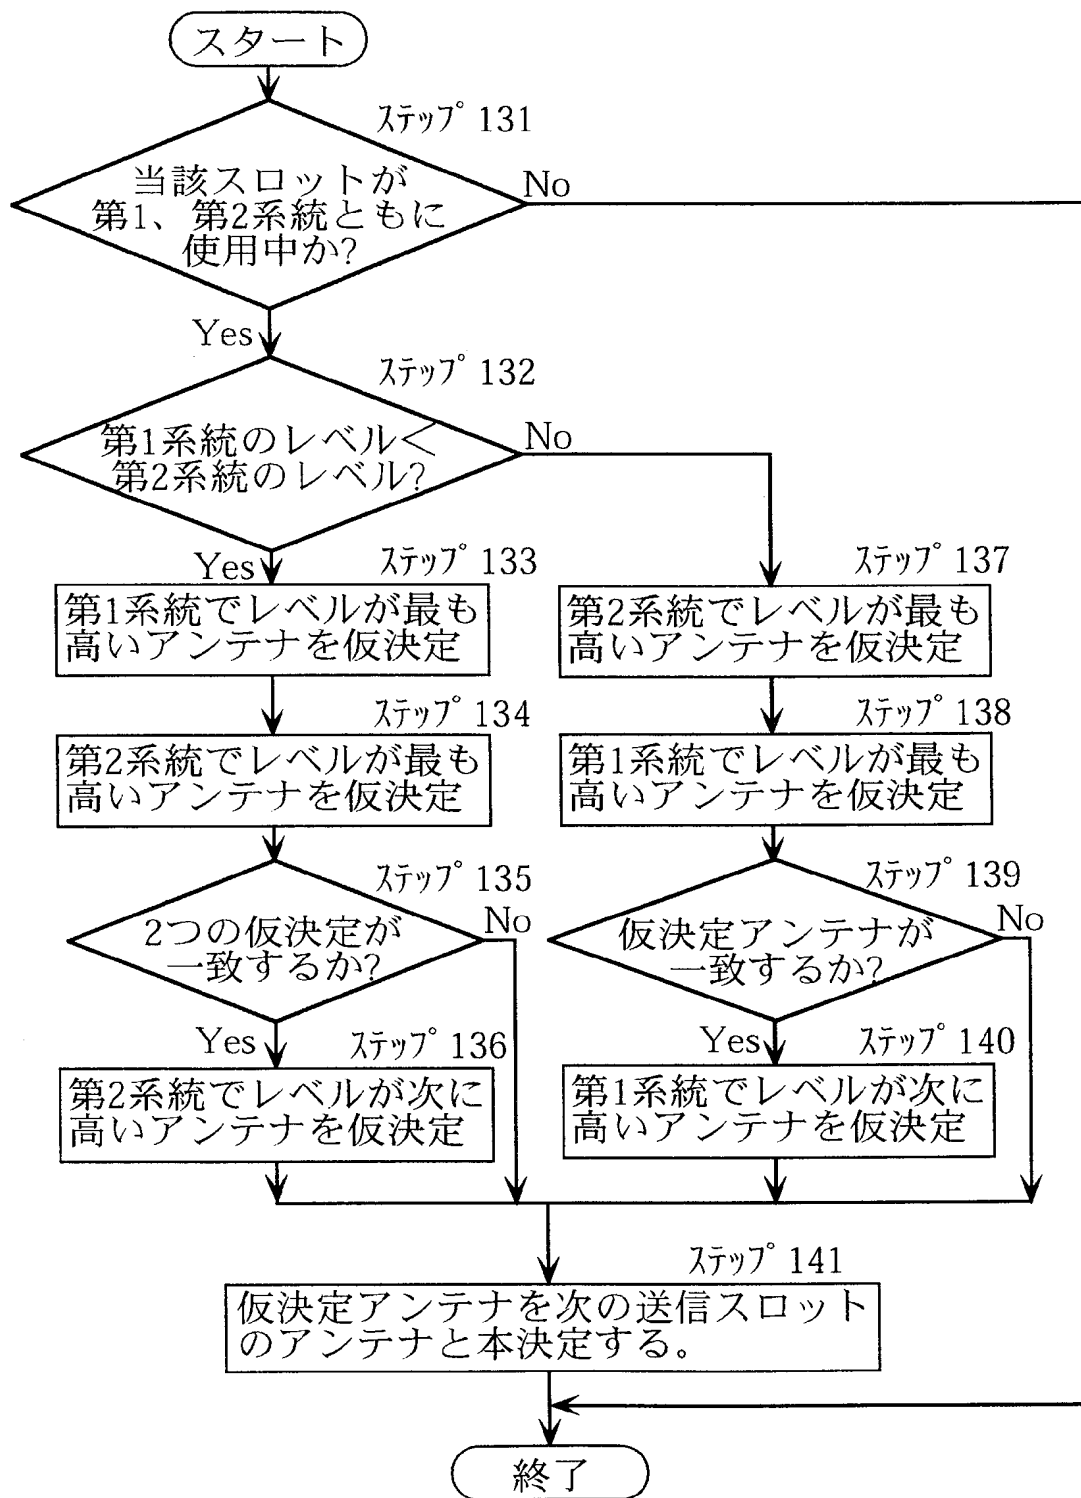 スタート
ステップ 131
当該スロットが
第1、第2系統ともに
使用中か?
No
Yes
ステップ 132
第1系統のレベル<
第2系統のレベル?
No
Yes
ステップ 133
第1系統でレベルが最も
高いアンテナを仮決定
ステップ 137
第2系統でレベルが最も
高いアンテナを仮決定
ステップ 134
第2系統でレベルが最も
高いアンテナを仮決定
ステップ 138
第1系統でレベルが最も
高いアンテナを仮決定
ステップ 135
2つの仮決定が
一致するか?
No
Yes
ステップ 139
仮決定アンテナが
一致するか?
No
Yes
ステップ 136
第2系統でレベルが次に
高いアンテナを仮決定
ステップ 140
第1系統でレベルが次に
高いアンテナを仮決定
ステップ 141
仮決定アンテナを次の送信スロット
のアンテナと本決定する。
終了